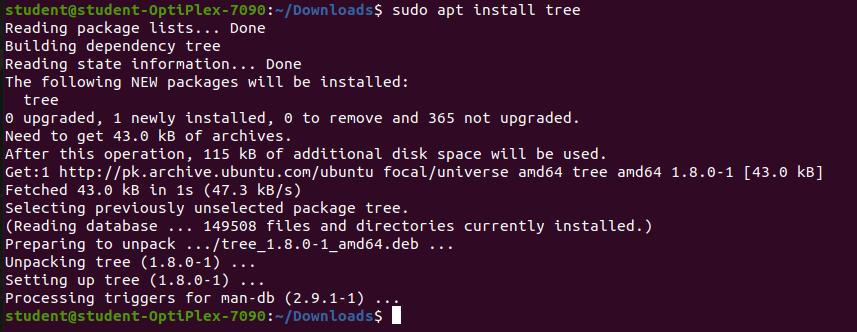 student@student-OptiPlex-7090:~/Downloads$ sudo apt install tree
Reading package lists... Done
Building dependency tree
Reading state information... Done
The following NEW packages will be installed:
  tree
0 upgraded, 1 newly installed, 0 to remove and 365 not upgraded.
Need to get 43.0 kB of archives.
After this operation, 115 kB of additional disk space will be used.
Get:1 http://pk.archive.ubuntu.com/ubuntu focal/universe amd64 tree amd64 1.8.0-1 [43.0 kB]
Fetched 43.0 kB in 1s (47.3 kB/s)
Selecting previously unselected package tree.
(Reading database ... 149508 files and directories currently installed.)
Preparing to unpack .../tree_1.8.0-1_amd64.deb ...
Unpacking tree (1.8.0-1) ...
Setting up tree (1.8.0-1) ...
Processing triggers for man-db (2.9.1-1) ...
student@student-OptiPlex-7090:~/Downloads$